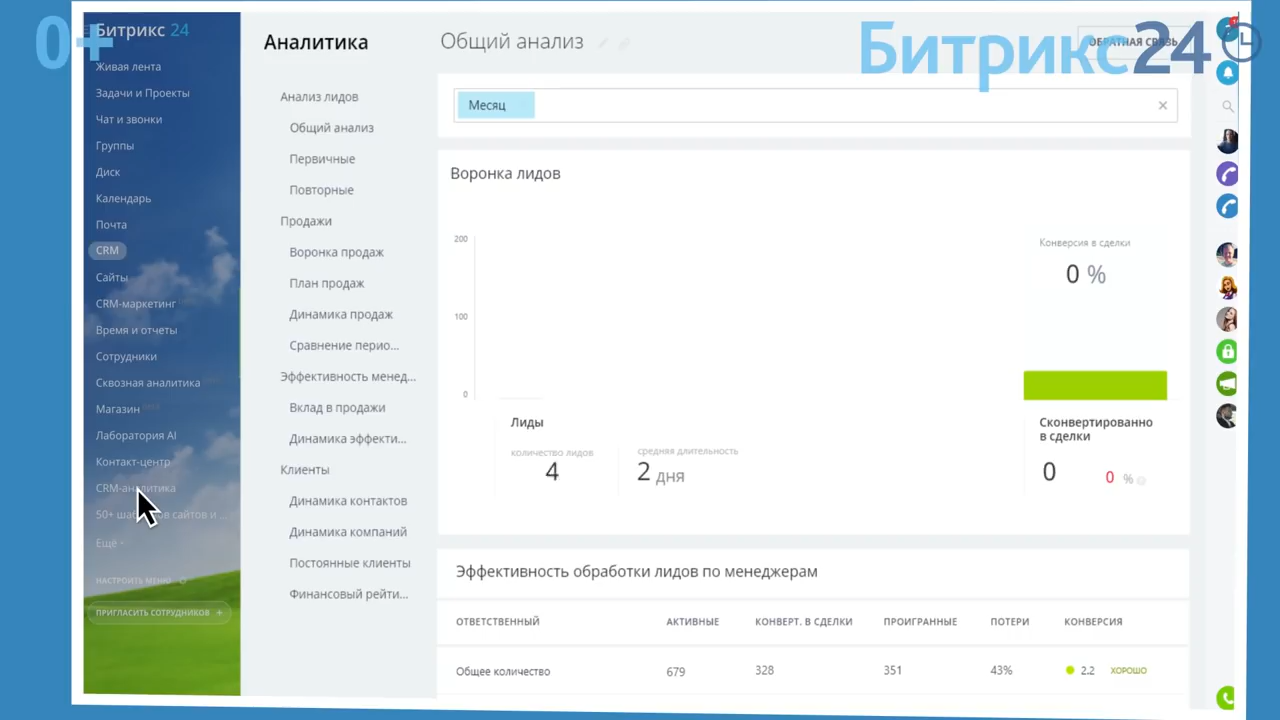 0+
Битрикс 24
Битрикс24
Живая лента
Задачи и Проекты
Чат и звонки
Группы
Диск
Календарь
Почта
CRM
Сайты
CRM-маркетинг
Время и отчеты
Сотрудники
Сквозная аналитика
Магазин
Лаборатория AI
Контакт-центр
CRM-аналитика
50+ шаблонов сайтов и ...
Ещё
НАСТРОИТЬ МЕНЮ
ПРИГЛАСИТЬ СОТРУДНИКОВ +
Аналитика
Анализ лидов
Общий анализ
Первичные
Повторные
Продажи
Воронка продаж
План продаж
Динамика продаж
Сравнение перио...
Эффективность менед...
Вклад в продажи
Динамика эффекти...
Клиенты
Динамика контактов
Динамика компаний
Постоянные клиенты
Финансовый рейти...
Общий анализ
ОБРАТНАЯ СВЯЗЬ
Месяц
Воронка лидов
200
100
0
Конверсия в сделки
0 %
Лиды
количество лидов
4
средняя длительность
2 дня
Сконвертированно
в сделки
0
0 %
Эффективность обработки лидов по менеджерам
ОТВЕТСТВЕННЫЙ АКТИВНЫЕ КОНВЕРТ. В СДЕЛКИ ПРОИГРАННЫЕ ПОТЕРИ КОНВЕРСИЯ
Общее количество 679 328 351 43% 2.2 ХОРОШО